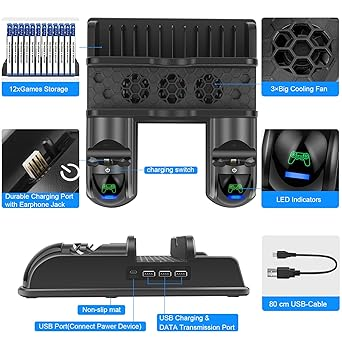 12xGames Storage
3×Big Cooling Fan
charging switch
Durable Charging Port
with Earphone Jack
LED Indicators
Non-slip mat
USB Port(Connect Pawer Device)
USB Charging &
DATA Transmission Port
80 cm USB-Cable